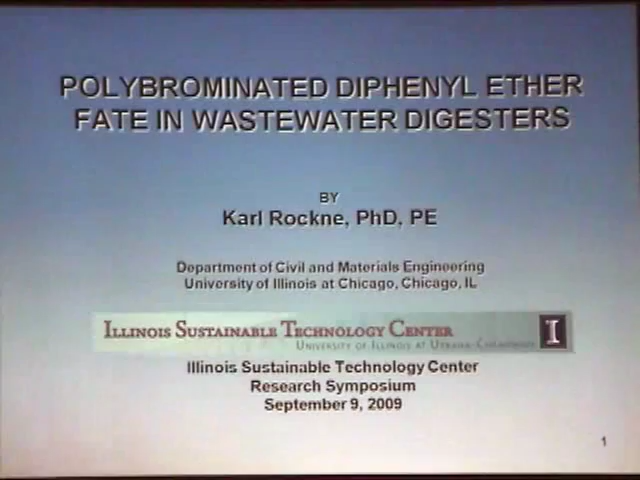 POLYBROMINATED DIPHENYL ETHER
FATE IN WASTEWATER DIGESTERS
BY
Karl Rockne, PhD, PE
Department of Civil and Materials Engineering
University of Illinois at Chicago, Chicago, IL
ILLINOIS SUSTAINABLE TECHNOLOGY CENTER
I
UNIVERSITY OF ILLINOIS AT URBANA-CHAMPAIGN
Illinois Sustainable Technology Center
Research Symposium
September 9, 2009
1